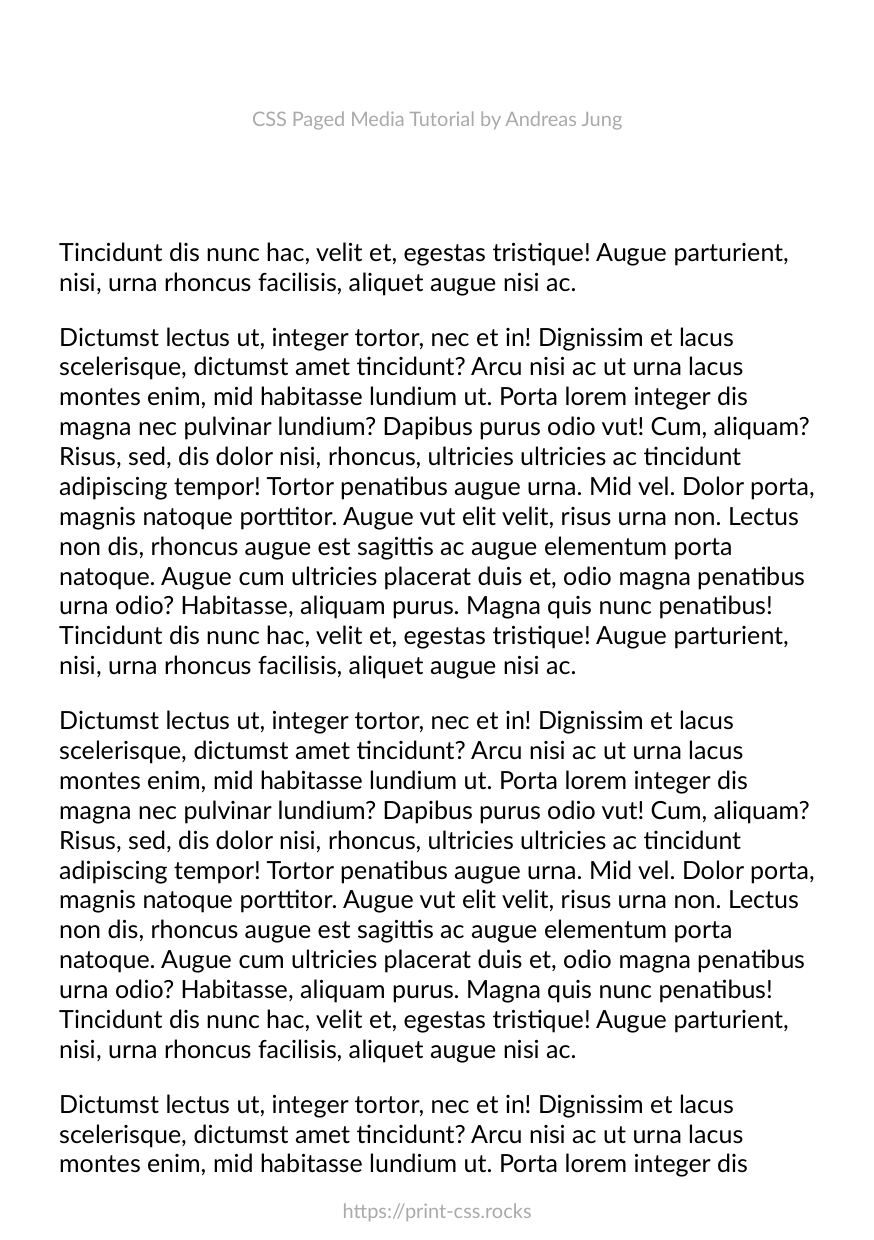 CSS Paged Media Tutorial by Andreas Jung
Tincidunt dis nunc hac, velit et, egestas tristique! Augue parturient,
nisi, urna rhoncus facilisis, aliquet augue nisi ac.
Dictumst lectus ut, integer tortor, nec et in! Dignissim et lacus
scelerisque, dictumst amet tincidunt? Arcu nisi ac ut urna lacus
montes enim, mid habitasse lundium ut. Porta lorem integer dis
magna nec pulvinar lundium? Dapibus purus odio vut! Cum, aliquam?
Risus, sed, dis dolor nisi, rhoncus, ultricies ultricies ac tincidunt
adipiscing tempor! Tortor penatibus augue urna. Mid vel. Dolor porta,
magnis natoque porttitor. Augue vut elit velit, risus urna non. Lectus
non dis, rhoncus augue est sagittis ac augue elementum porta
natoque. Augue cum ultricies placerat duis et, odio magna penatibus
urna odio? Habitasse, aliquam purus. Magna quis nunc penatibus!
Tincidunt dis nunc hac, velit et, egestas tristique! Augue parturient,
nisi, urna rhoncus facilisis, aliquet augue nisi ac.
Dictumst lectus ut, integer tortor, nec et in! Dignissim et lacus
scelerisque, dictumst amet tincidunt? Arcu nisi ac ut urna lacus
montes enim, mid habitasse lundium ut. Porta lorem integer dis
magna nec pulvinar lundium? Dapibus purus odio vut! Cum, aliquam?
Risus, sed, dis dolor nisi, rhoncus, ultricies ultricies ac tincidunt
adipiscing tempor! Tortor penatibus augue urna. Mid vel. Dolor porta,
magnis natoque porttitor. Augue vut elit velit, risus urna non. Lectus
non dis, rhoncus augue est sagittis ac augue elementum porta
natoque. Augue cum ultricies placerat duis et, odio magna penatibus
urna odio? Habitasse, aliquam purus. Magna quis nunc penatibus!
Tincidunt dis nunc hac, velit et, egestas tristique! Augue parturient,
nisi, urna rhoncus facilisis, aliquet augue nisi ac.
Dictumst lectus ut, integer tortor, nec et in! Dignissim et lacus
scelerisque, dictumst amet tincidunt? Arcu nisi ac ut urna lacus
montes enim, mid habitasse lundium ut. Porta lorem integer dis
https://print-css.rocks